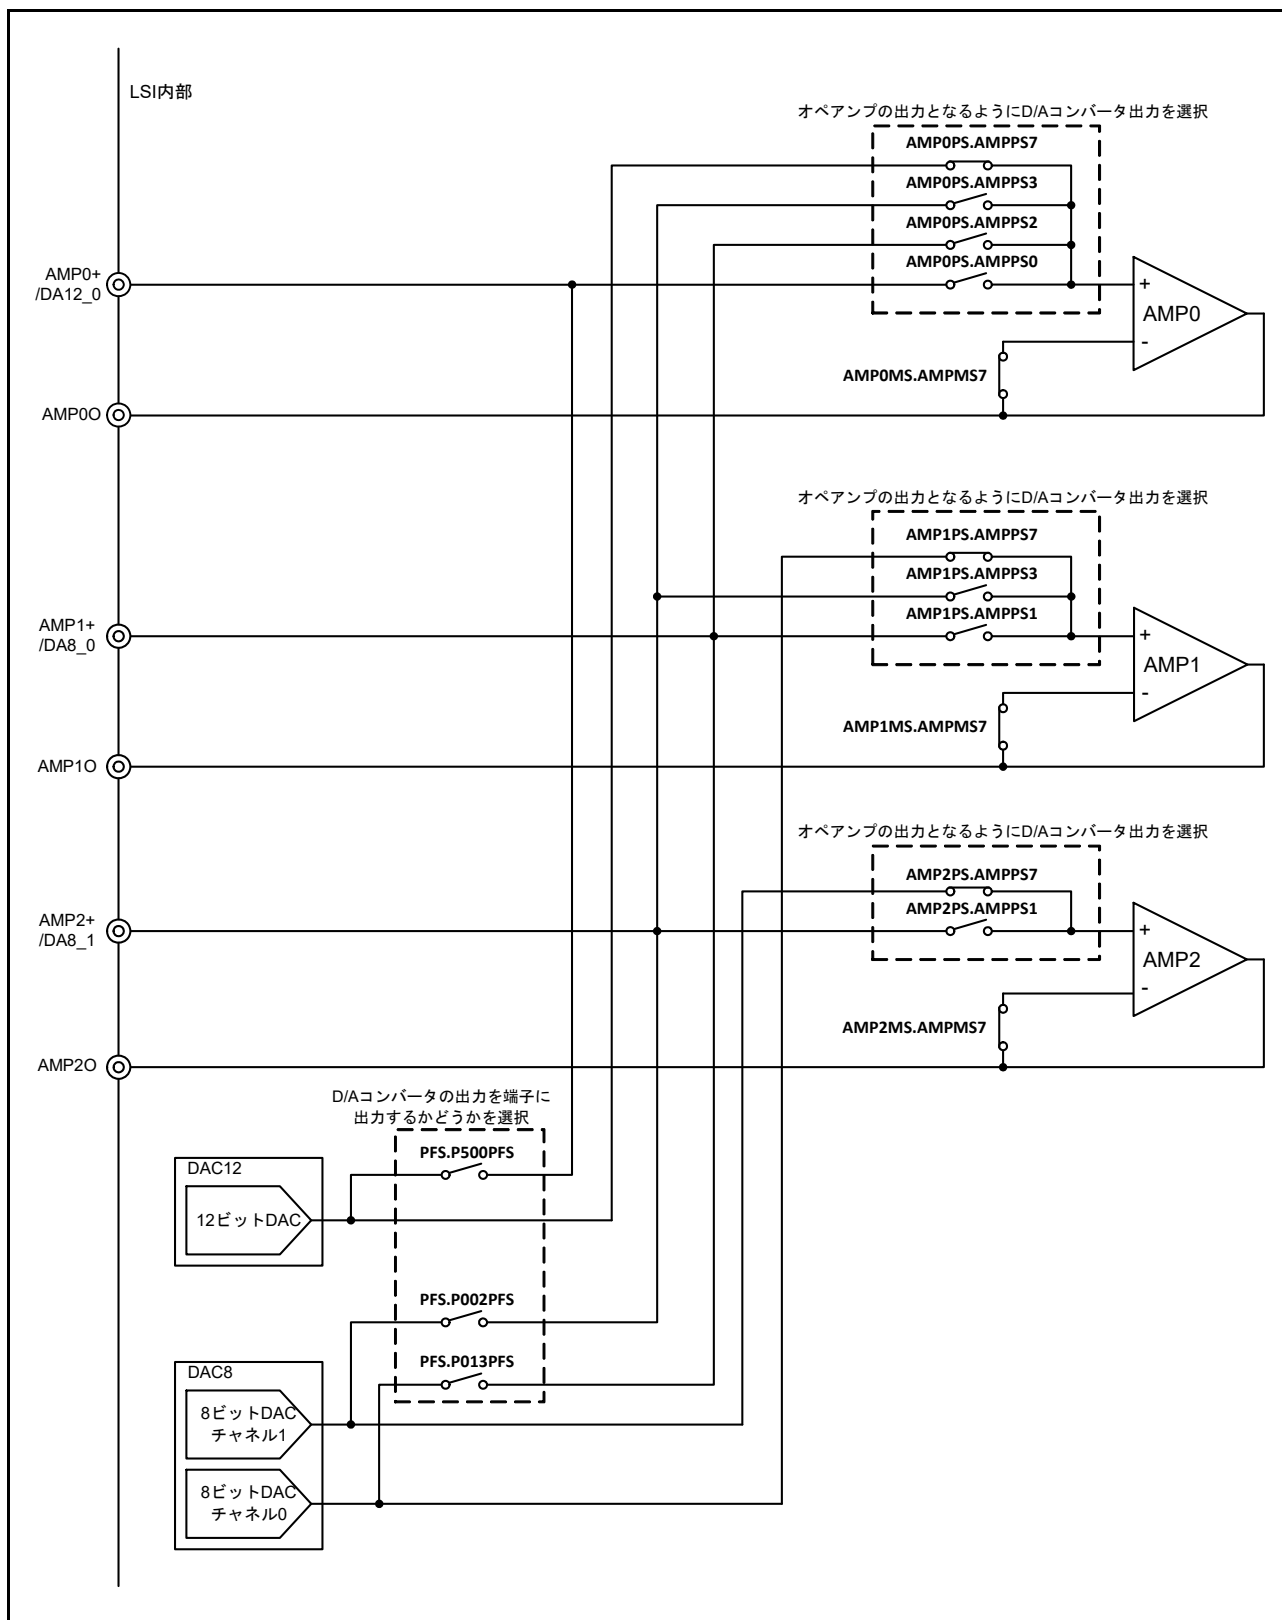 LSI内部
オペアンプの出力となるようにD/Aコンバータ出力を選択
AMP0PS.AMPPS7
AMP0PS.AMPPS3
AMP0PS.AMPPS2
AMP0PS.AMPPS0
AMP0+
/DA12_0
+
AMP0
-
AMP0MS.AMPMS7
AMP0O
オペアンプの出力となるようにD/Aコンバータ出力を選択
AMP1PS.AMPPS7
AMP1PS.AMPPS3
AMP1PS.AMPPS1
AMP1+
/DA8_0
+
AMP1
-
AMP1MS.AMPMS7
AMP1O
オペアンプの出力となるようにD/Aコンバータ出力を選択
AMP2PS.AMPPS7
AMP2PS.AMPPS1
AMP2+
/DA8_1
+
AMP2
-
AMP2MS.AMPMS7
AMP2O
D/Aコンバータの出力を端子に
出力するかどうかを選択
PFS.P500PFS
DAC12
12ビットDAC
PFS.P002PFS
PFS.P013PFS
DAC8
8ビットDAC
チャネル1
8ビットDAC
チャネル0